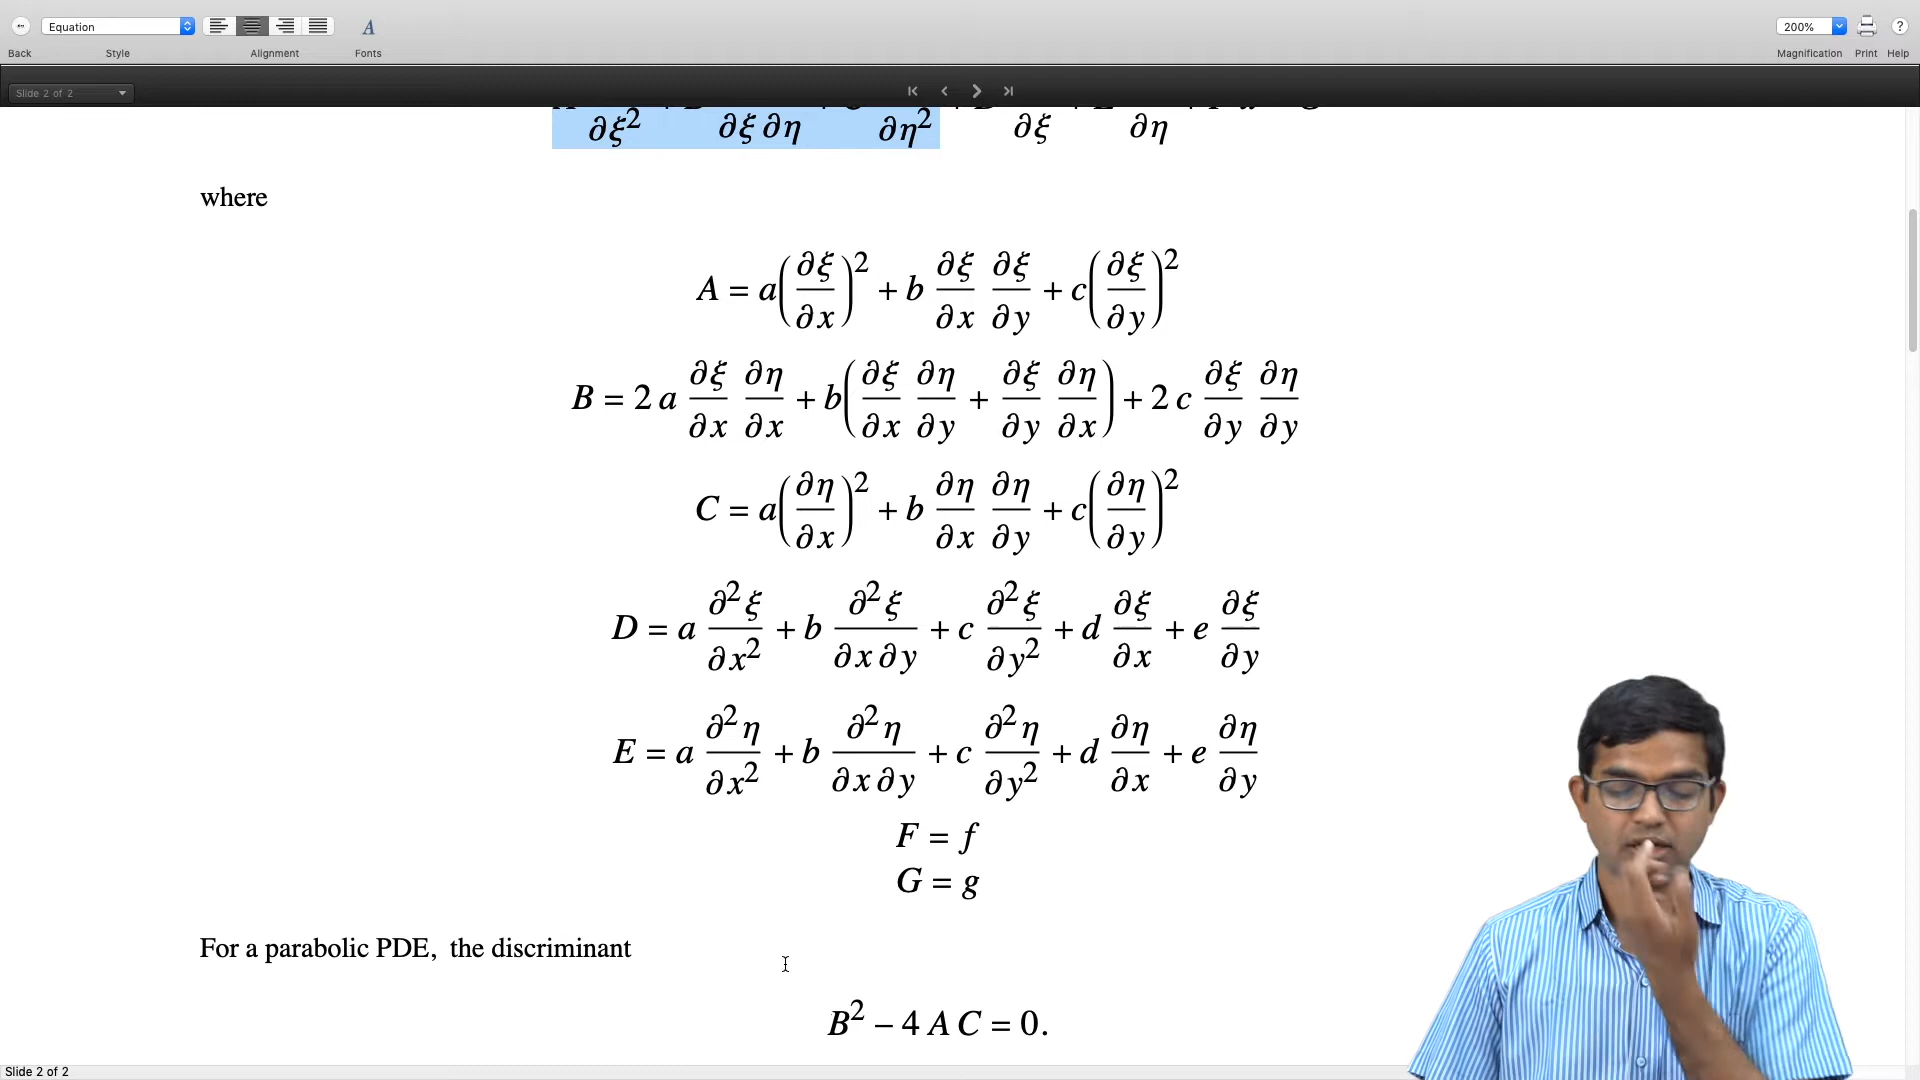 Equation
200%
Back Style Alignment Fonts Magnification Print Help
Slide 2 of 2
∂ξ² ∂ξ ∂η ∂η² ∂ξ ∂η
where
A = a(∂ξ/∂x)² + b ∂ξ/∂x ∂ξ/∂y + c(∂ξ/∂y)²
B = 2 a ∂ξ/∂x ∂η/∂x + b(∂ξ/∂x ∂η/∂y + ∂ξ/∂y ∂η/∂x) + 2 c ∂ξ/∂y ∂η/∂y
C = a(∂η/∂x)² + b ∂η/∂x ∂η/∂y + c(∂η/∂y)²
D = a ∂²ξ/∂x² + b ∂²ξ/∂x∂y + c ∂²ξ/∂y² + d ∂ξ/∂x + e ∂ξ/∂y
E = a ∂²η/∂x² + b ∂²η/∂x∂y + c ∂²η/∂y² + d ∂η/∂x + e ∂η/∂y
F = f
G = g
For a parabolic PDE, the discriminant
B² − 4 A C = 0.
Slide 2 of 2